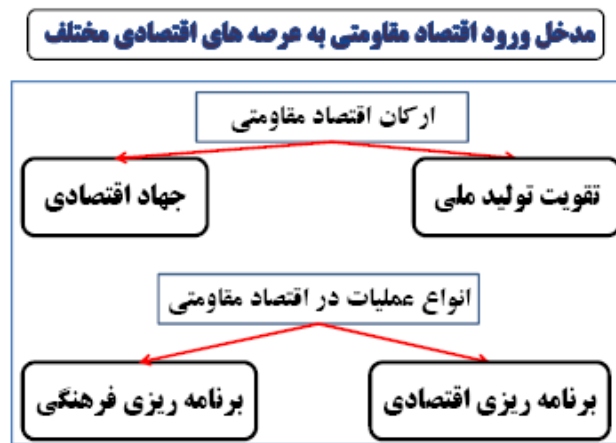 مدخل ورود اقتصاد مقاومتی به عرصه های اقتصادی مختلف
ارکان اقتصاد مقاومتی
تقویت تولید ملی
جهاد اقتصادی
انواع عملیات در اقتصاد مقاومتی
برنامه ریزی اقتصادی
برنامه ریزی فرهنگی